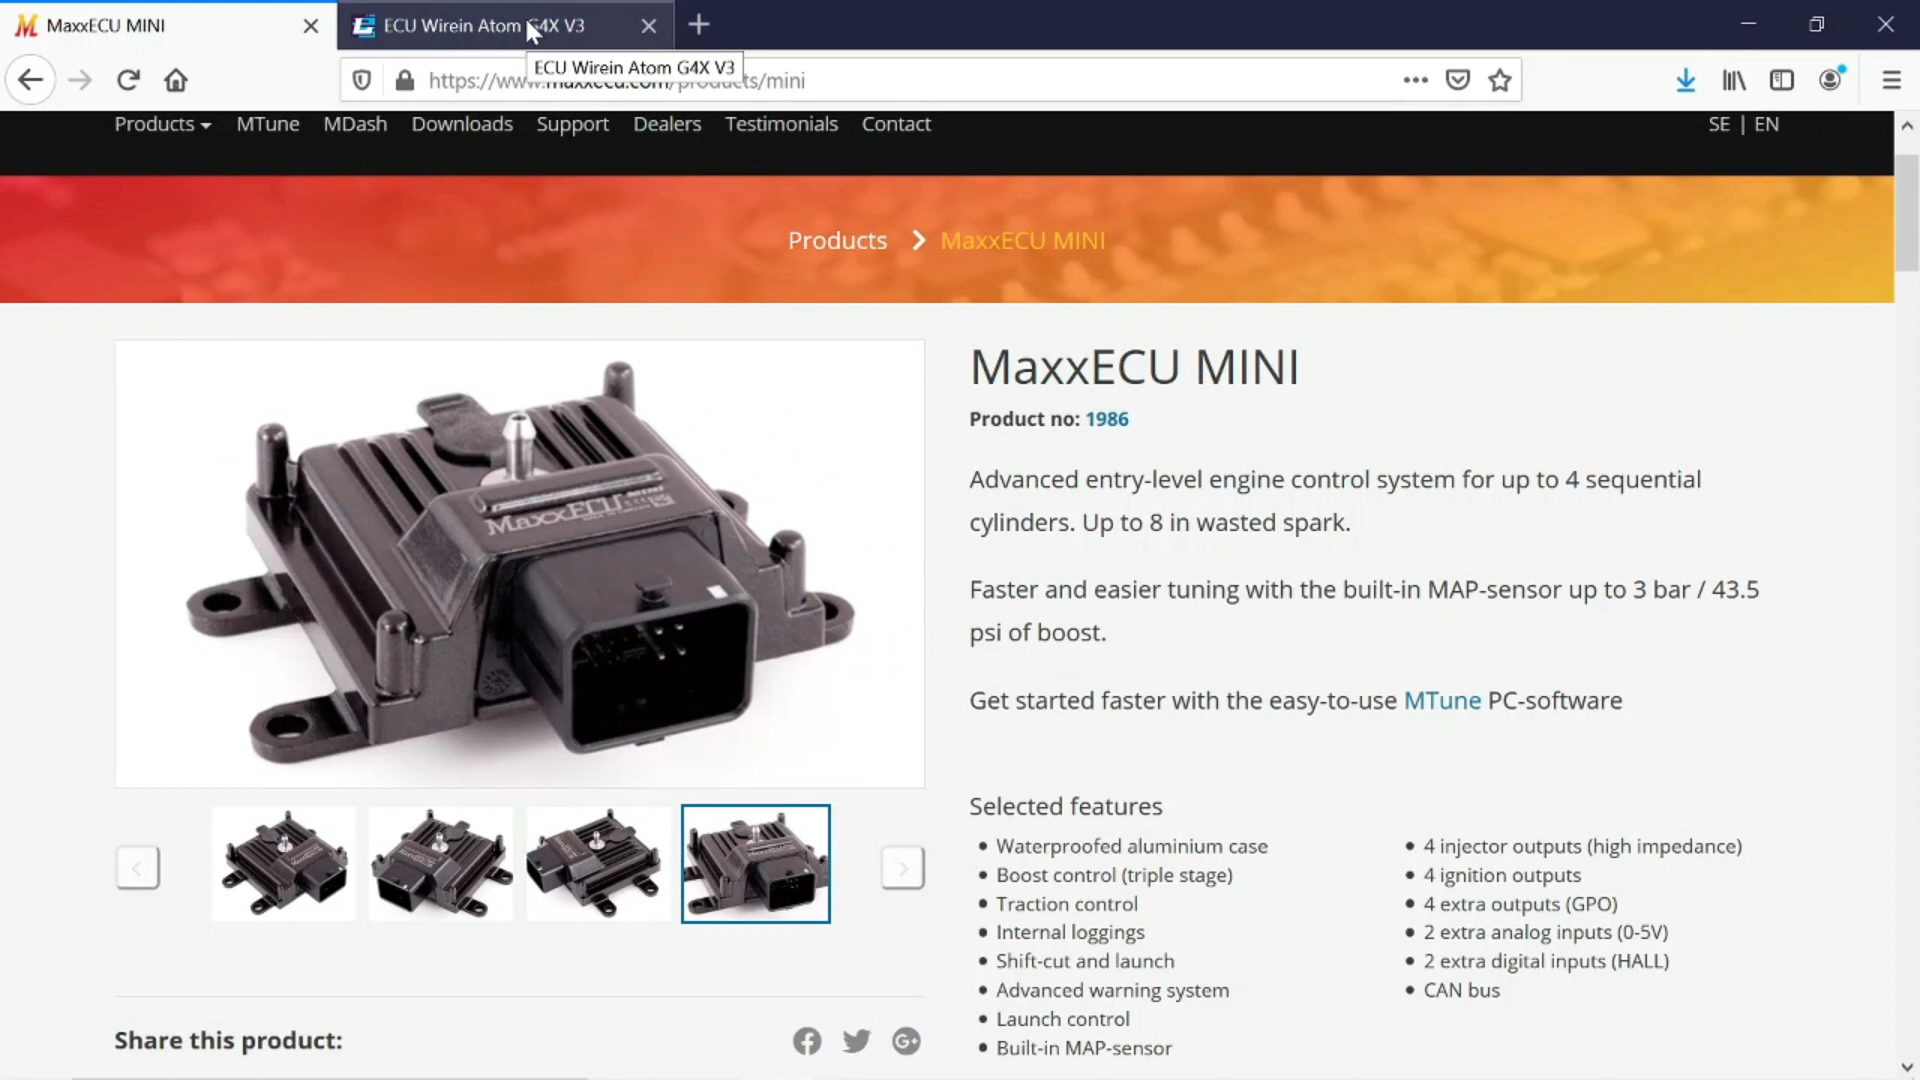 MaxxECU MINI
ECU Wirein Atom G4X V3
ECU Wirein Atom G4X V3
https://www.maxxecu.com/products/mini
Products
MTune
MDash
Downloads
Support
Dealers
Testimonials
Contact
SE | EN
Products
MaxxECU MINI
MaxxECU MINI
Product no: 1986
Advanced entry-level engine control system for up to 4 sequential
cylinders. Up to 8 in wasted spark.
Faster and easier tuning with the built-in MAP-sensor up to 3 bar / 43.5
psi of boost.
Get started faster with the easy-to-use MTune PC-software
MaxxECU MINI
Selected features
• Waterproofed aluminium case
• Boost control (triple stage)
• Traction control
• Internal loggings
• Shift-cut and launch
• Advanced warning system
• Launch control
• Built-in MAP-sensor
• 4 injector outputs (high impedance)
• 4 ignition outputs
• 4 extra outputs (GPO)
• 2 extra analog inputs (0-5V)
• 2 extra digital inputs (HALL)
• CAN bus
Share this product: